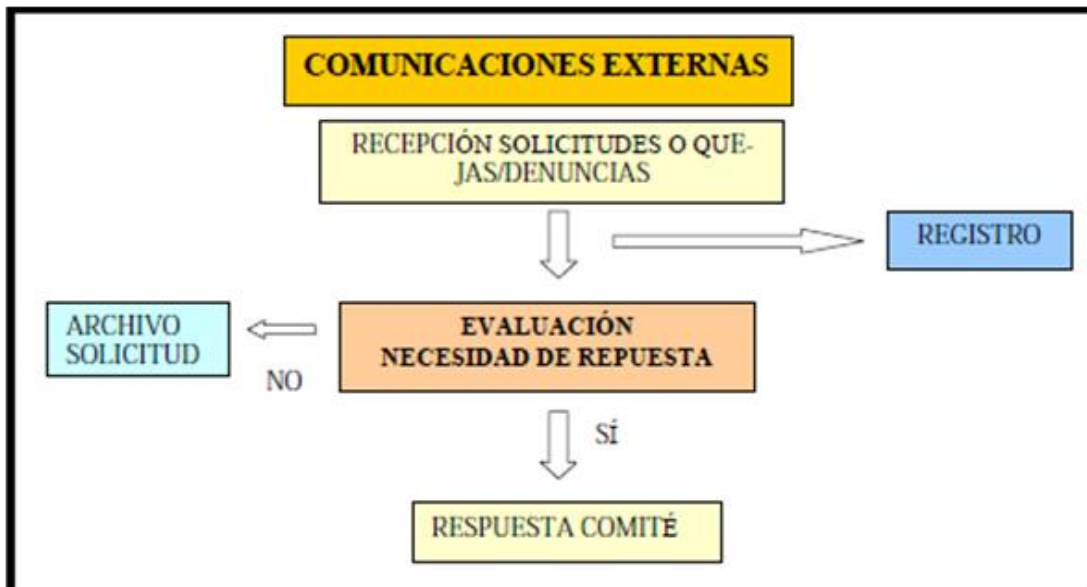 COMUNICACIONES EXTERNAS
RECEPCIÓN SOLICITUDES O QUE-
JAS/DENUNCIAS
REGISTRO
ARCHIVO
SOLICITUD
NO
EVALUACIÓN
NECESIDAD DE REPUESTA
SÍ
RESPUESTA COMITÉ